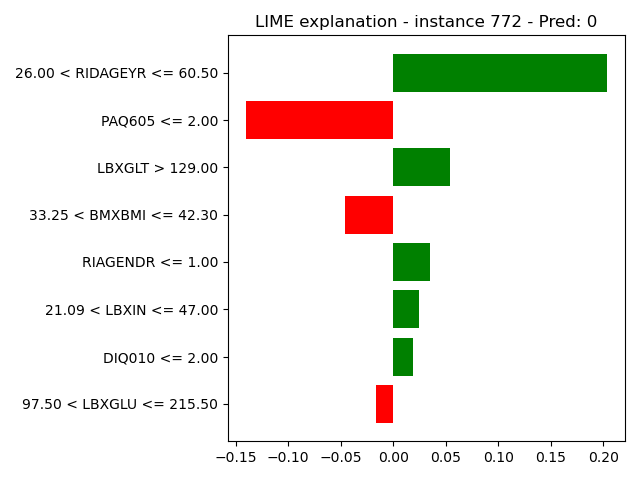 LIME explanation - instance 772 - Pred: 0
26.00 < RIDAGEYR <= 60.50
PAQ605 <= 2.00
LBXGLT > 129.00
33.25 < BMXBMI <= 42.30
RIAGENDR <= 1.00
21.09 < LBXIN <= 47.00
DIQ010 <= 2.00
97.50 < LBXGLU <= 215.50
−0.15 −0.10 −0.05 0.00 0.05 0.10 0.15 0.20